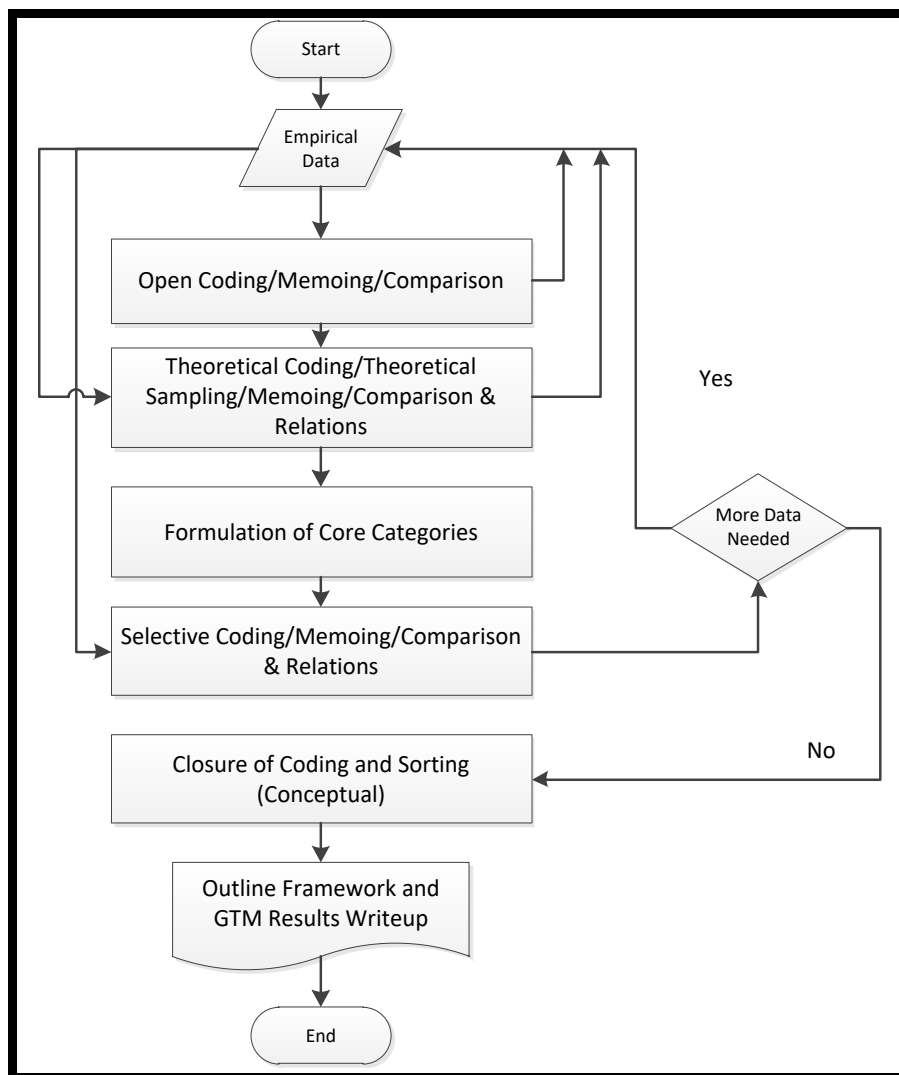 Start
Empirical
Data
Open Coding/Memoing/Comparison
Theoretical Coding/Theoretical
Sampling/Memoing/Comparison &
Relations
Yes
Formulation of Core Categories
More Data
Needed
Selective Coding/Memoing/Comparison
& Relations
No
Closure of Coding and Sorting
(Conceptual)
Outline Framework and
GTM Results Writeup
End